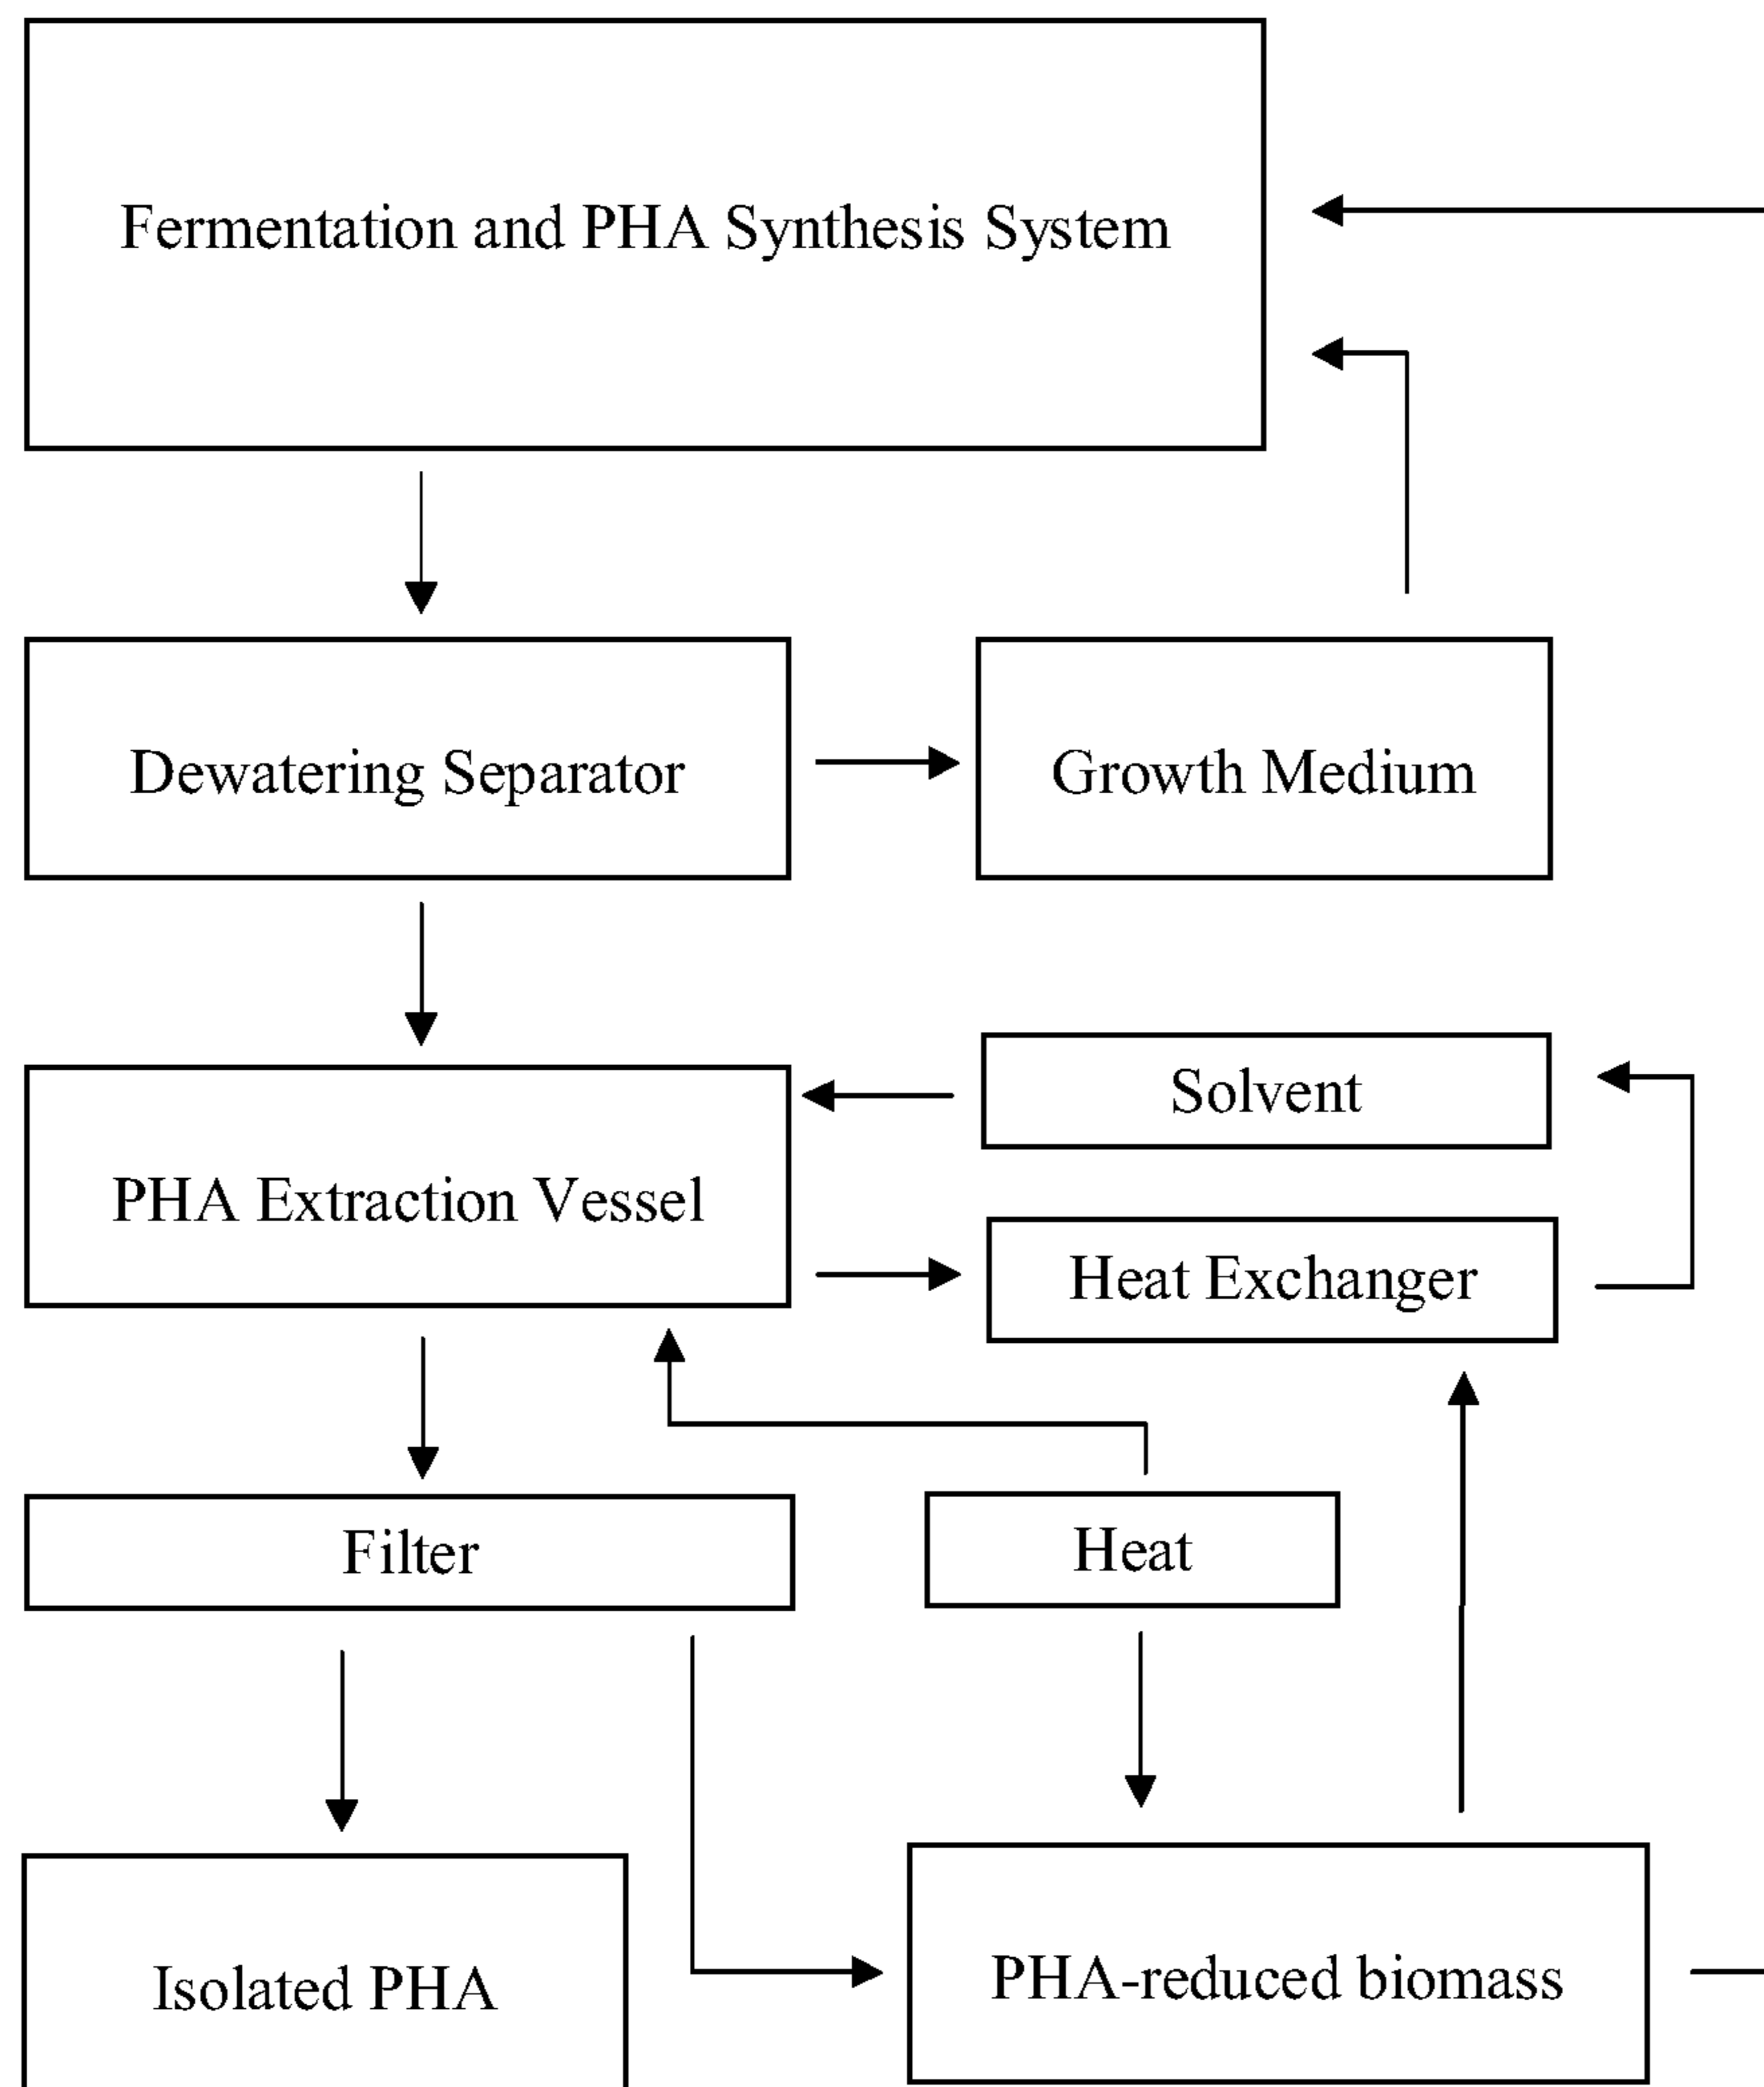 Fermentation and PHA Synthesis System
Dewatering Separator
Growth Medium
Solvent
PHA Extraction Vessel
Heat Exchanger
Filter
Heat
Isolated PHA
PHA-reduced biomass